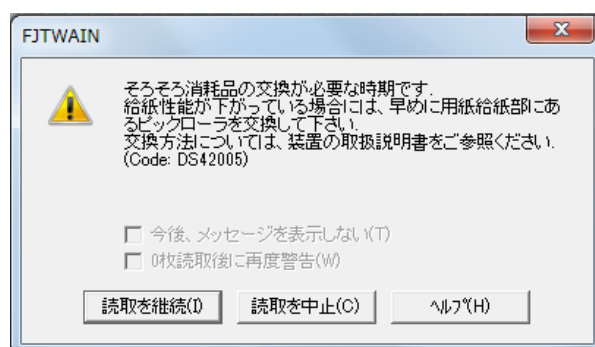 FJTWAIN
そろそろ消耗品の交換が必要な時期です.
給紙性能が下がっている場合には、早めに用紙給紙部にあ
るピックローラを交換して下さい.
交換方法については、装置の取扱説明書をご参照ください.
(Code: DS42005)
今後、メッセージを表示しない(T)
0枚読取後に再度警告(W)
読取を継続(I)
読取を中止(C)
ヘルプ(H)